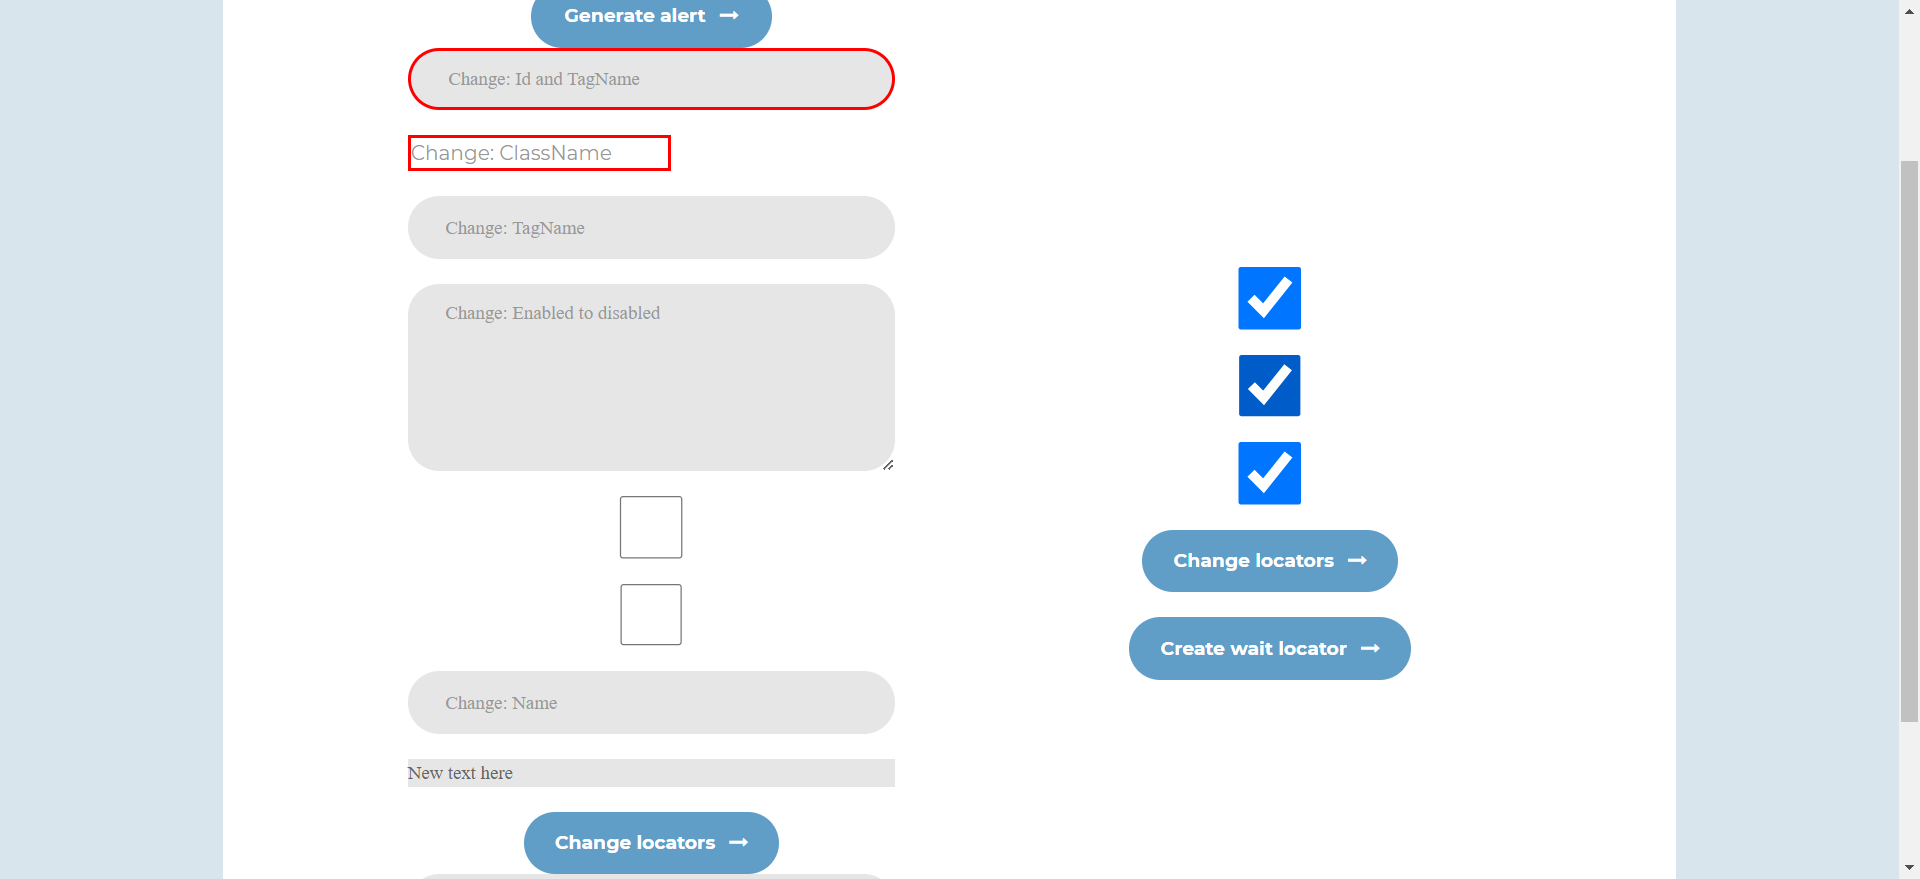 Generate alert
Change: Id and TagName
Change: ClassName
Change: TagName
Change: Enabled to disabled
Change: Name
New text here
Change locators
Change locators
Create wait locator